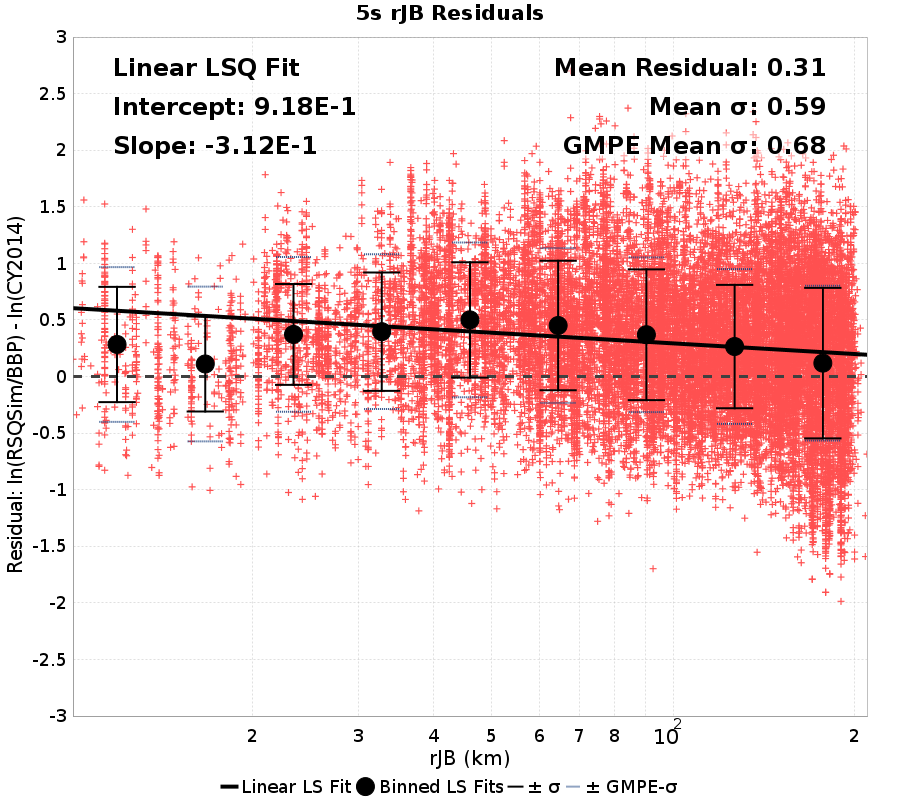 5s rJB Residuals
Linear LSQ Fit
Intercept: 9.18E-1
Slope: -3.12E-1
Mean Residual: 0.31
Mean σ: 0.59
GMPE Mean σ: 0.68
Residual: ln(RSQSim/BBP) - ln(CY2014)
3
2.5
2
1.5
1
0.5
0
-0.5
-1
-1.5
-2
-2.5
-3
2 3 4 5 6 7 8 10² 2
rJB (km)
Linear LS Fit Binned LS Fits ± σ ± GMPE-σ